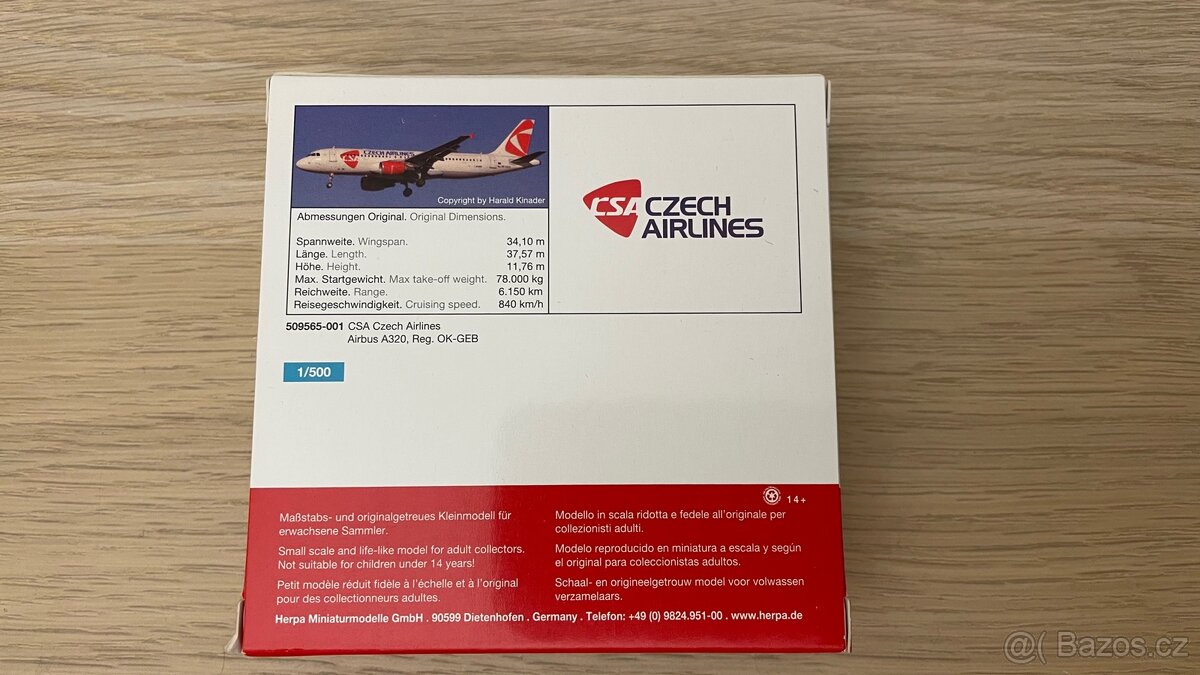 CSA CZECH AIRLINES
Copyright by Harald Kinader
Abmessungen Original. Original Dimensions.
Spannweite. Wingspan. 34,10 m
Länge. Length. 37,57 m
Höhe. Height. 11,76 m
Max. Startgewicht. Max take-off weight. 78.000 kg
Reichweite. Range. 6.150 km
Reisegeschwindigkeit. Cruising speed. 840 km/h
CSA CZECH
AIRLINES
509565-001 CSA Czech Airlines
Airbus A320, Reg. OK-GEB
1/500
14+
Maßstabs- und originalgetreues Kleinmodell für
erwachsene Sammler.
Small scale and life-like model for adult collectors.
Not suitable for children under 14 years!
Petit modèle réduit fidèle à l'échelle et à l'original
pour des collectionneurs adultes.
Modello in scala ridotta e fedele all'originale per
collezionisti adulti.
Modelo reproducido en miniatura a escala y según
el original para coleccionistas adultos.
Schaal- en origineelgetrouw model voor volwassen
verzamelaars.
Herpa Miniaturmodelle GmbH . 90599 Dietenhofen . Germany . Telefon: +49 (0) 9824.951-00 . www.herpa.de
@( Bazos.cz